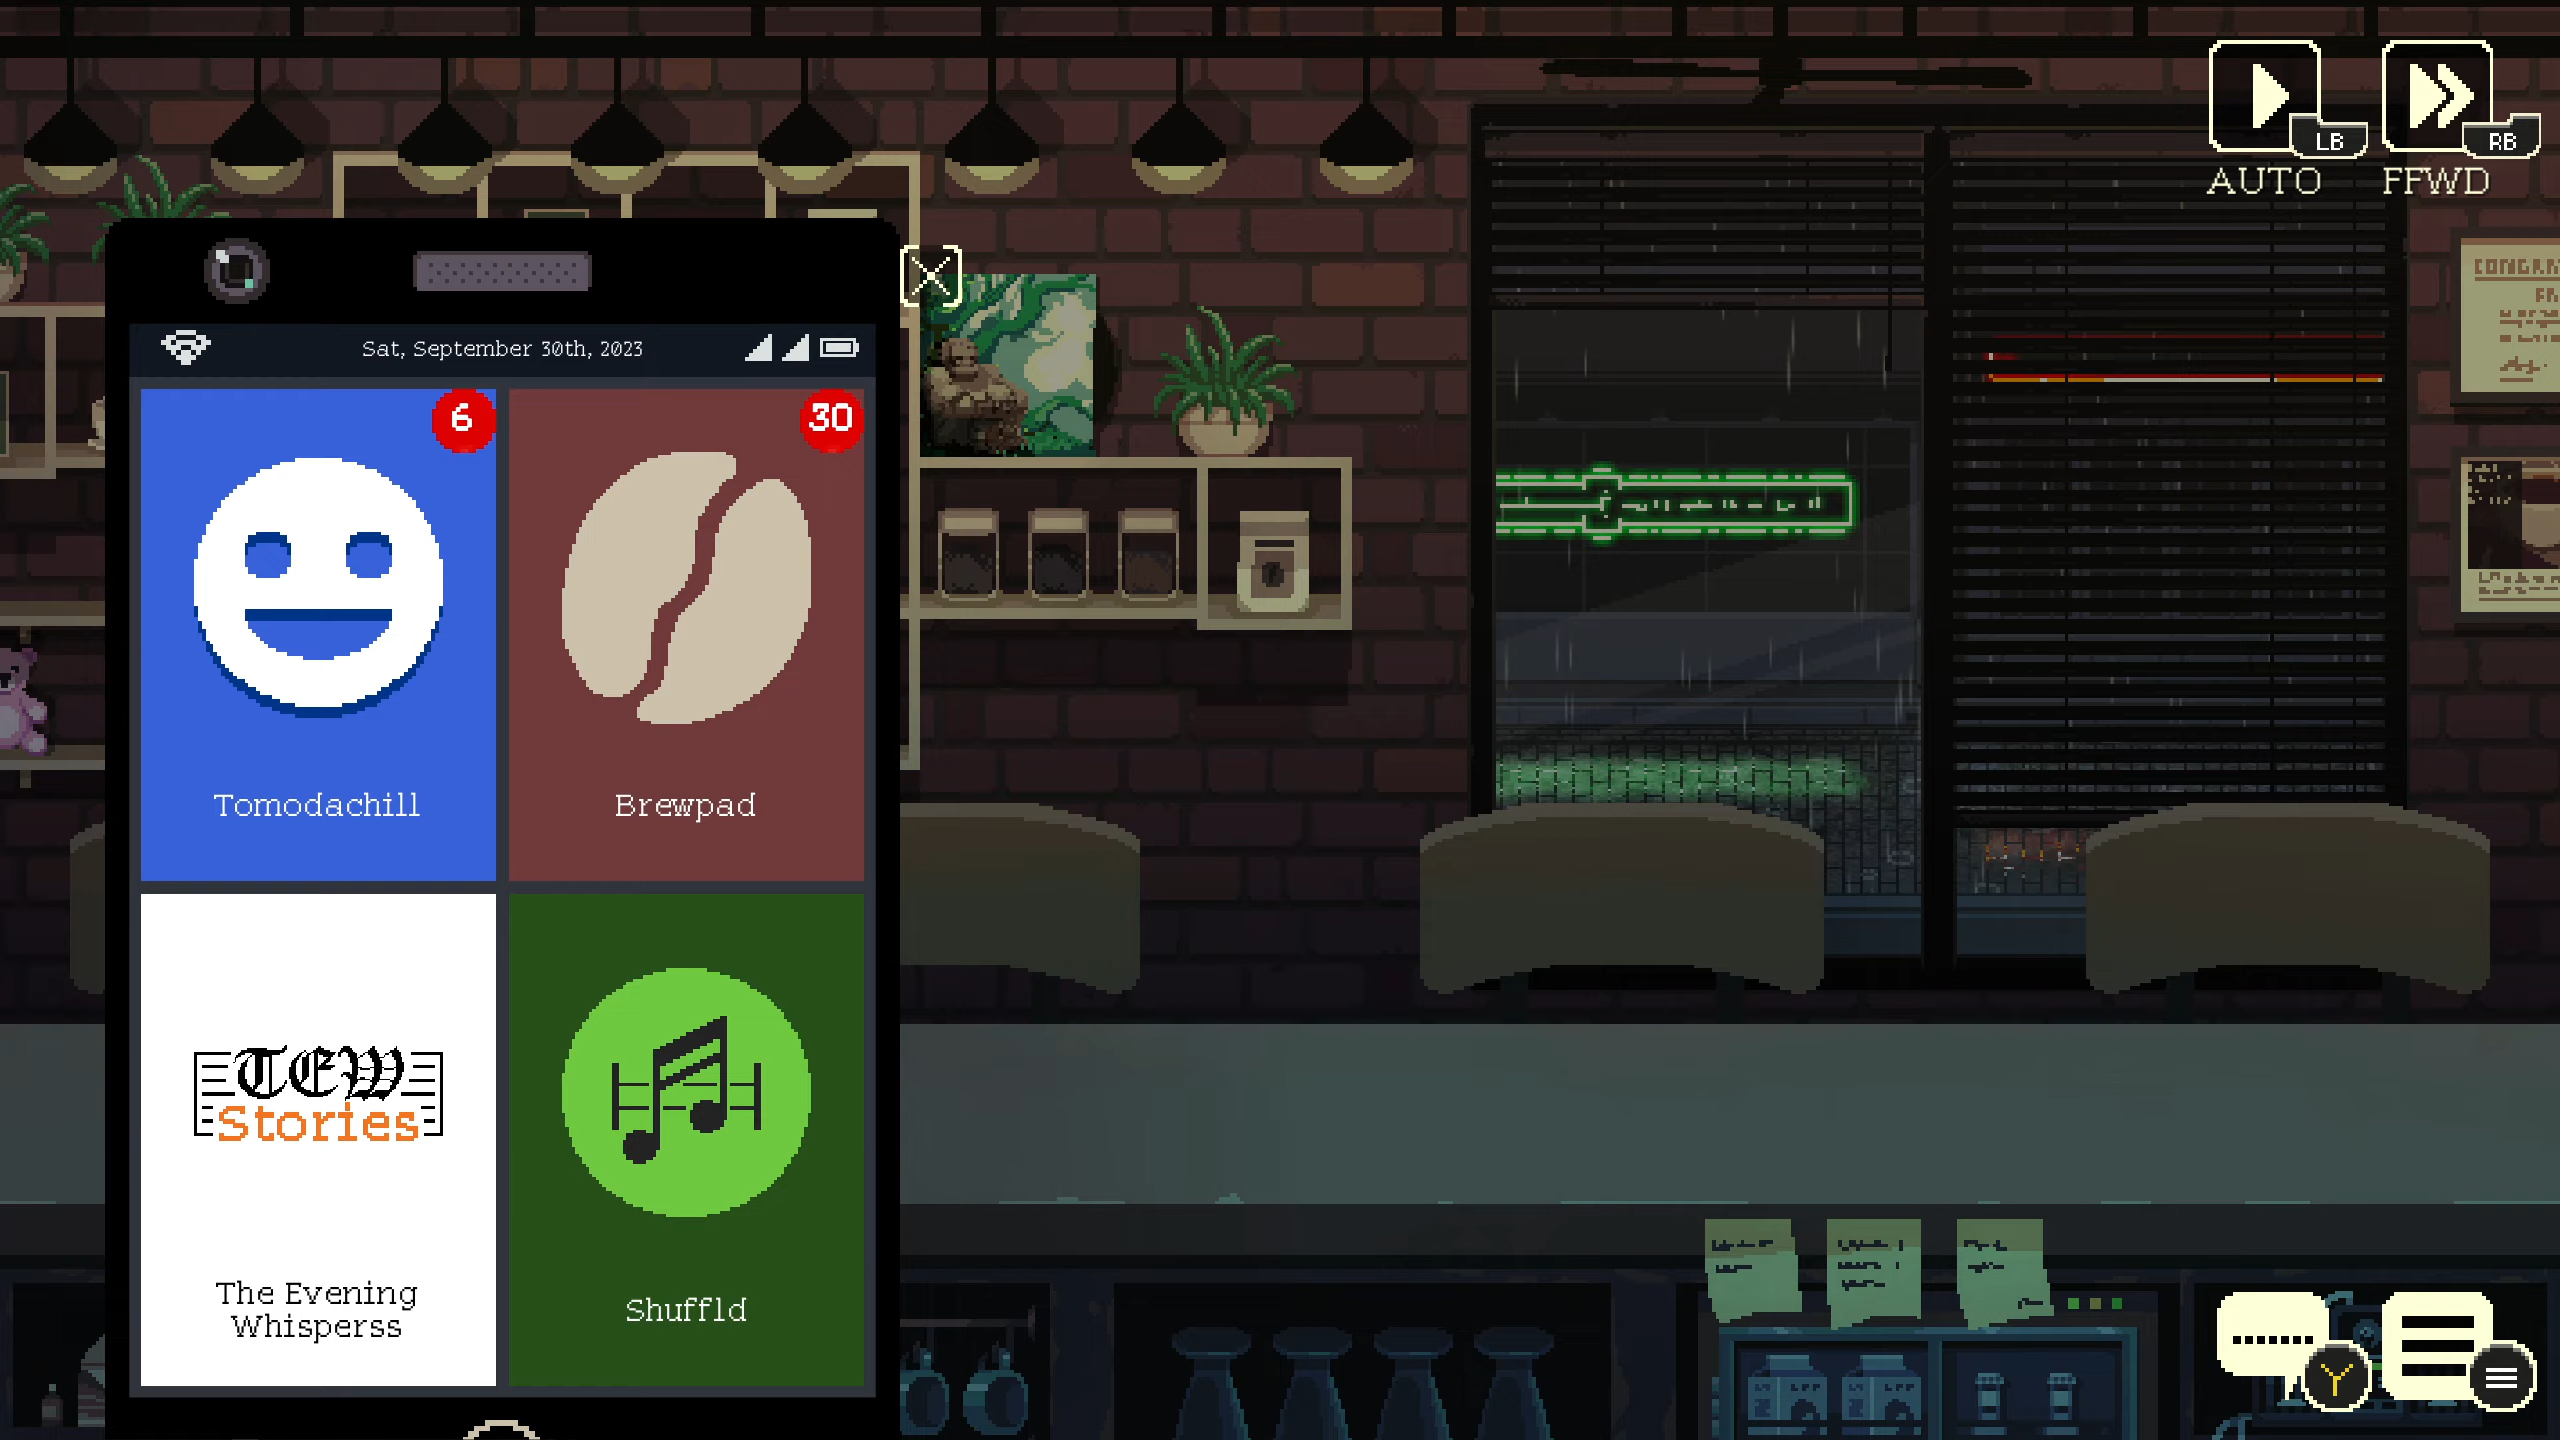 AUTO
LB
FFWD
RB
Sat, September 30th, 2023
6
30
Tomodachill
Brewpad
TEW
Stories
The Evening
Whisperss
Shuffld
Y